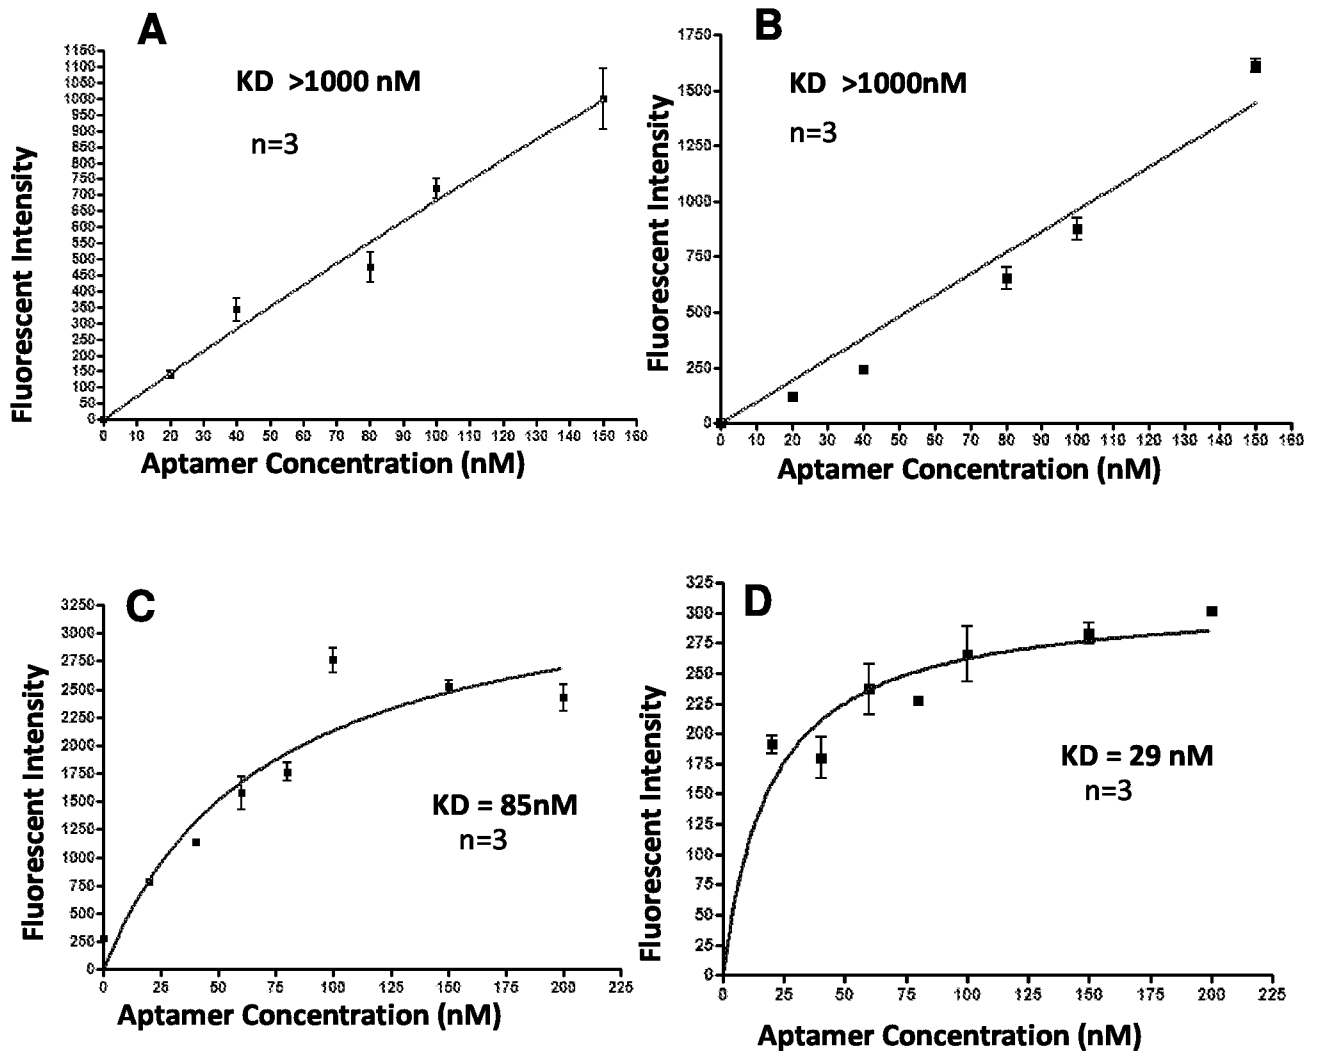 A
KD >1000 nM
n=3
Fluorescent Intensity
1150
1100
1050
1000
950
900
850
800
750
700
650
600
550
500
450
400
350
300
250
200
150
100
50
0
0 10 20 30 40 50 60 70 80 90 100 110 120 130 140 150 160
Aptamer Concentration (nM)
B
KD >1000nM
n=3
Fluorescent Intensity
1750
1500
1250
1000
750
500
250
0
0 10 20 30 40 50 60 70 80 90 100 110 120 130 140 150 160
Aptamer Concentration (nM)
C
KD = 85nM
n=3
Fluorescent Intensity
3250
3000
2750
2500
2250
2000
1750
1500
1250
1000
750
500
250
0
0 25 50 75 100 125 150 175 200 225
Aptamer Concentration (nM)
D
KD = 29 nM
n=3
Fluorescent Intensity
325
300
275
250
225
200
175
150
125
100
75
50
25
0
0 25 50 75 100 125 150 175 200 225
Aptamer Concentration (nM)